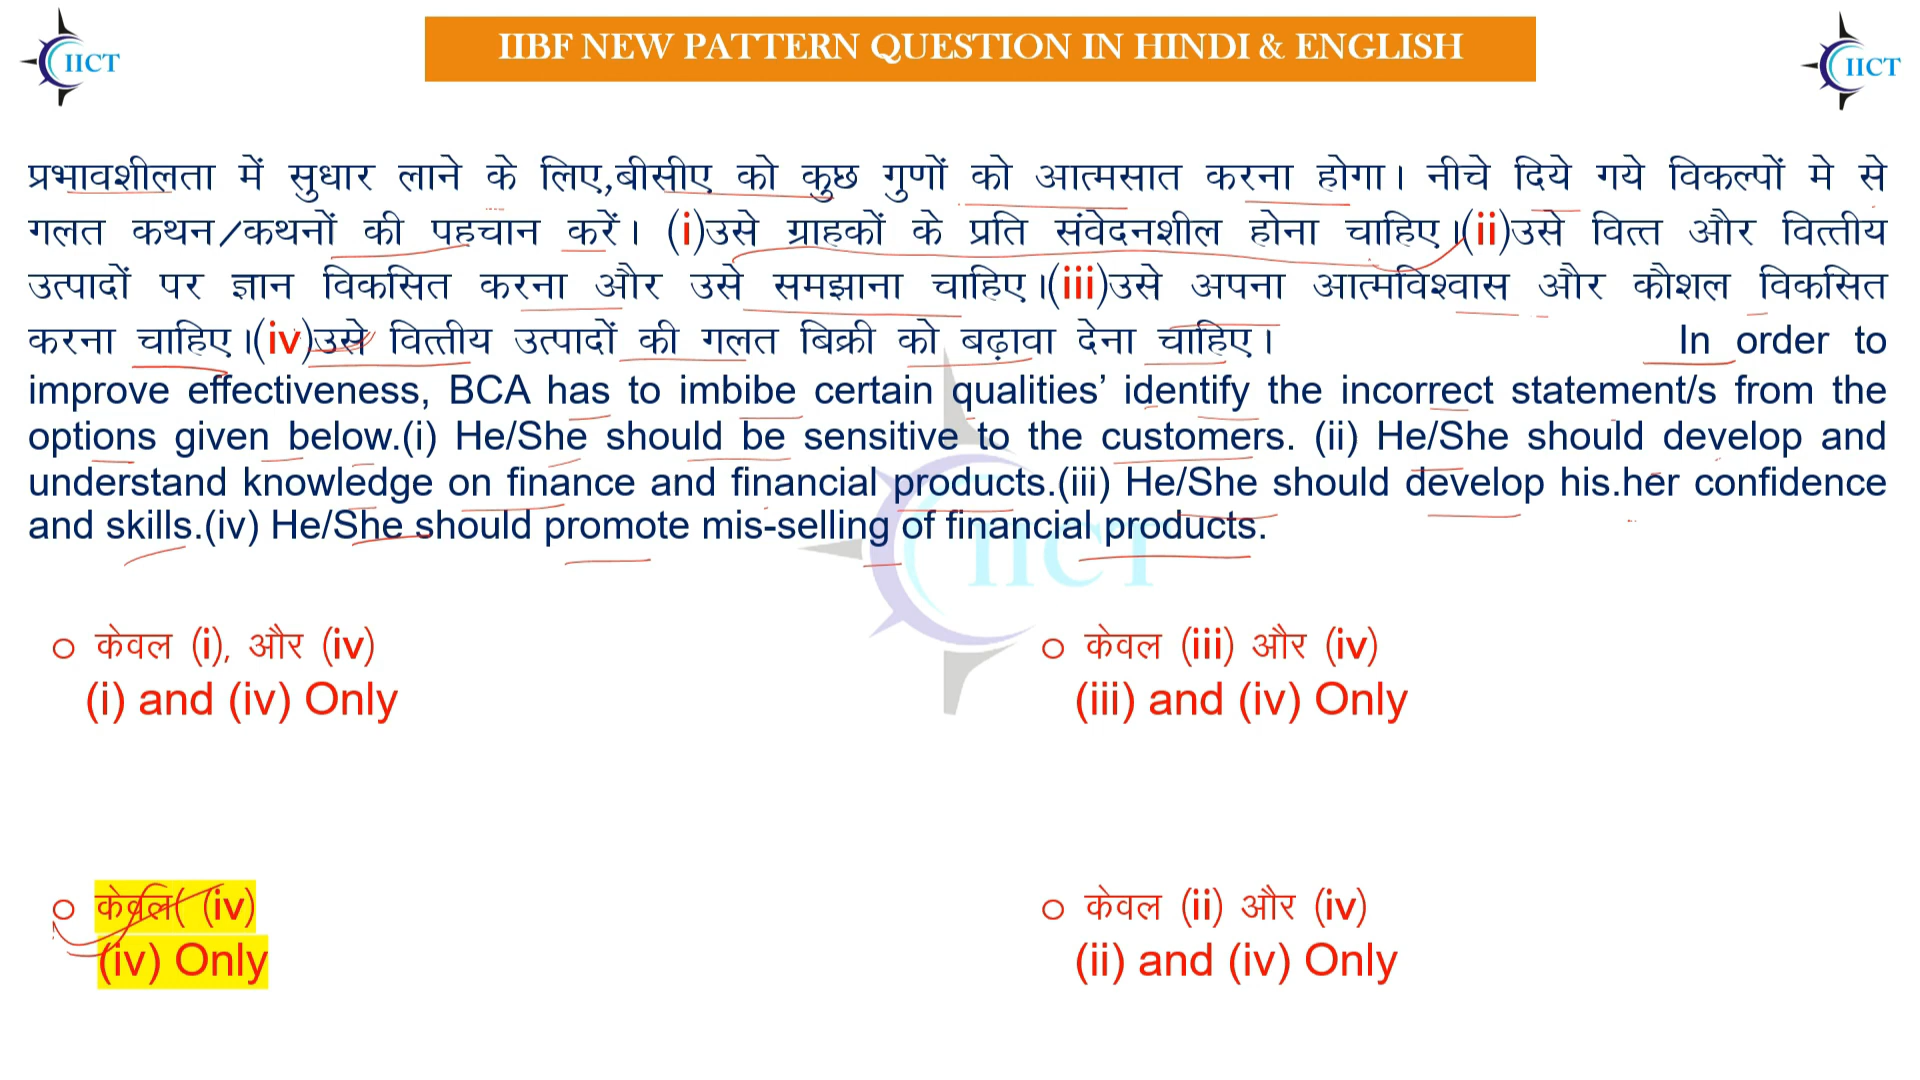 IICT
IIBF NEW PATTERN QUESTION IN HINDI & ENGLISH
IICT
प्रभावशीलता में सुधार लाने के लिए,बीसीए को कुछ गुणों को आत्मसात करना होगा। नीचे दिये गये विकल्पों मे से
गलत कथन/कथनों की पहचान करें। (i)उसे ग्राहकों के प्रति संवेदनशील होना चाहिए।(ii)उसे वित्त और वित्तीय
उत्पादों पर ज्ञान विकसित करना और उसे समझाना चाहिए।(iii)उसे अपना आत्मविश्वास और कौशल विकसित
करना चाहिए।(iv)उसे वित्तीय उत्पादों की गलत बिक्री को बढ़ावा देना चाहिए। In order to
improve effectiveness, BCA has to imbibe certain qualities’ identify the incorrect statement/s from the
options given below.(i) He/She should be sensitive to the customers. (ii) He/She should develop and
understand knowledge on finance and financial products.(iii) He/She should develop his.her confidence
and skills.(iv) He/She should promote mis-selling of financial products.
IICT
केवल (i), और (iv)
(i) and (iv) Only
केवल (iii) और (iv)
(iii) and (iv) Only
केवल( (iv)
(iv) Only
केवल (ii) और (iv)
(ii) and (iv) Only